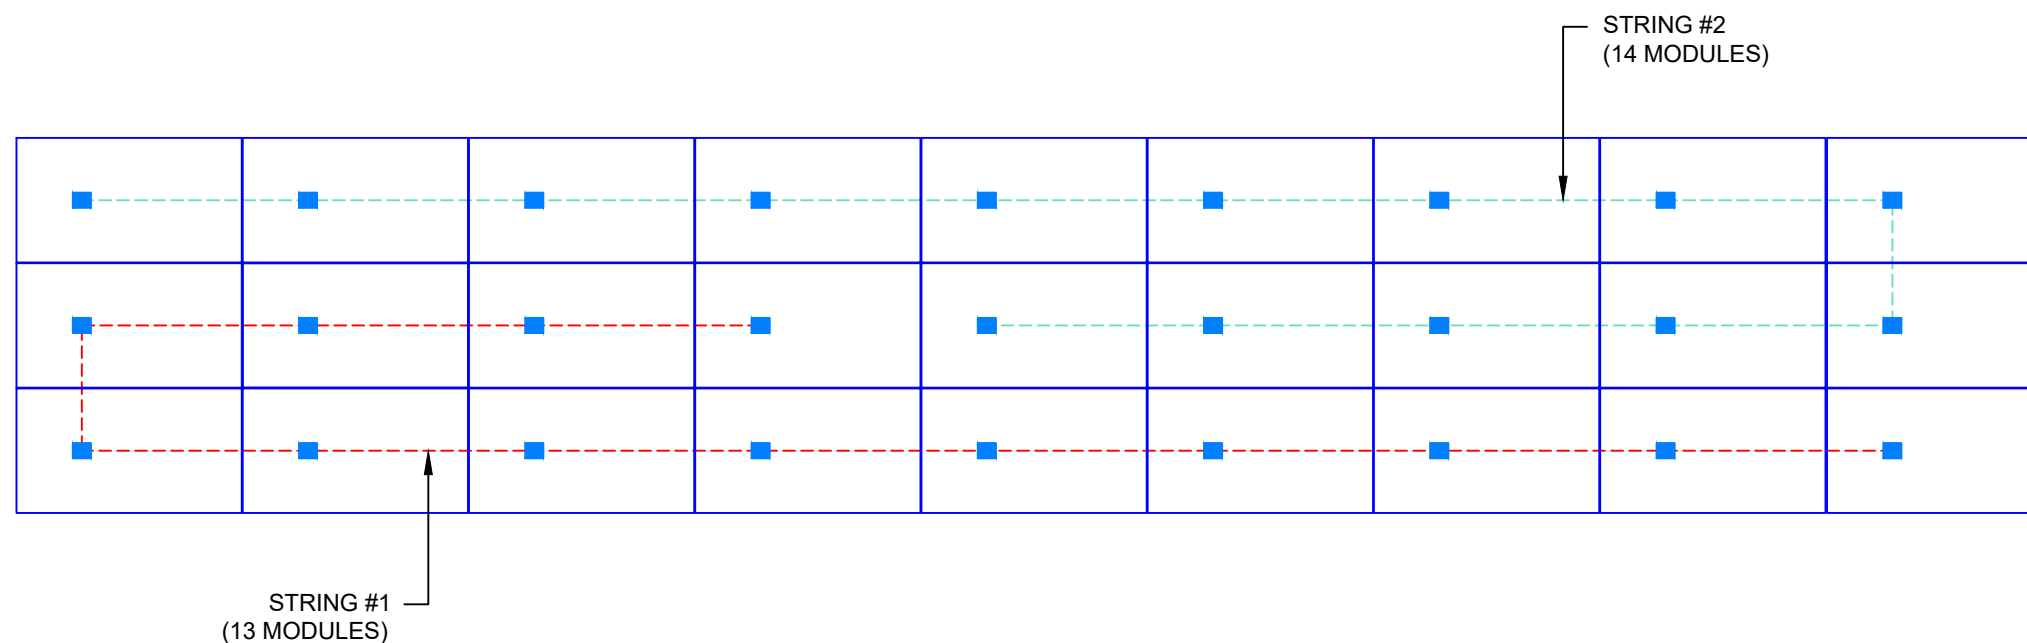 STRING #2
(14 MODULES)
STRING #1
(13 MODULES)